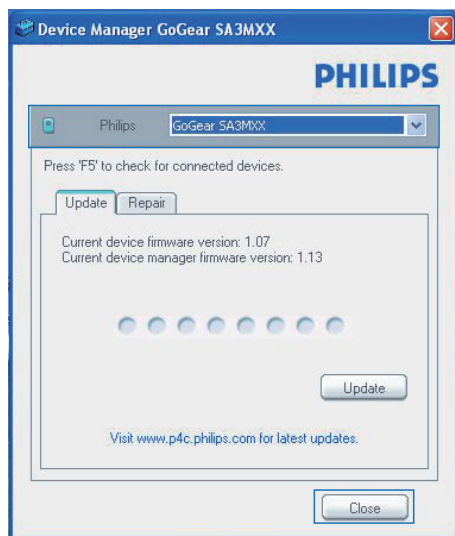 Device Manager GoGear SA3MXX
PHILIPS
Philips GoGear SA3MXX
Press 'F5' to check for connected devices.
Update Repair
Current device firmware version: 1.07
Current device manager firmware version: 1.13
Update
Visit www.p4c.philips.com for latest updates.
Close